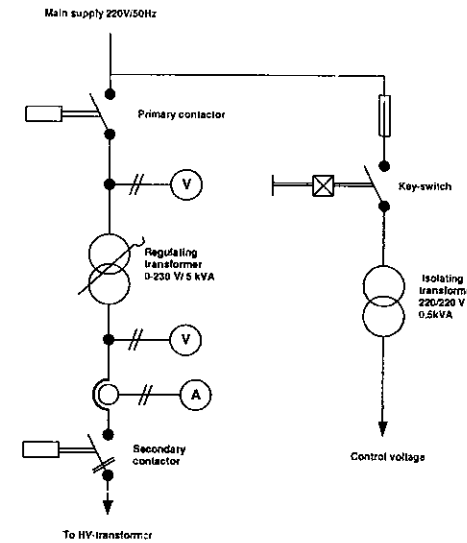 Main supply 220V/50Hz
Primary contactor
V
Key-switch
Regulating
transformer
0-230 V/ 5 kVA
Isolating
transform
220/220 V
0,5kVA
V
A
Secondary
contactor
Control voltage
To HV-transformer